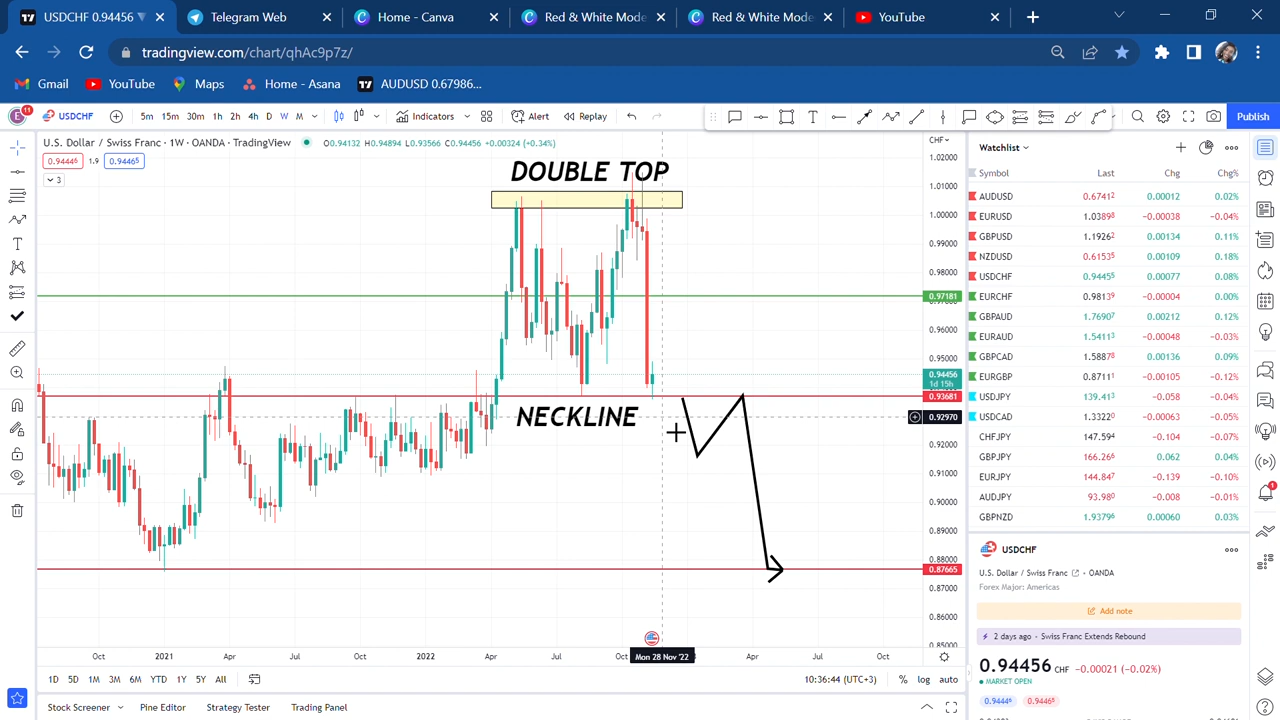 USDCHF 0.94456 ▼
Telegram Web
Home - Canva
Red & White Mode
Red & White Mode
YouTube
tradingview.com/chart/qhAc9p7z/
Gmail
YouTube
Maps
Home - Asana
AUDUSD 0.67986...
11
USDCHF
5m 15m 30m 1h 2h 4h D W M
Indicators
Alert
Replay
Publish
U.S. Dollar / Swiss Franc · 1W · OANDA · TradingView
O0.94132 H0.94894 L0.93566 C0.94456 +0.00324 (+0.34%)
0.94446 1.9 0.94465
3
DOUBLE TOP
NECKLINE
CHF
1.02000
1.01000
1.00000
0.99000
0.98000
0.97181
0.96000
0.95000
0.94456
1d 15h
0.93681
0.92970
0.92000
0.91000
0.90000
0.89000
0.88000
0.87665
0.87000
0.86000
0.85000
Oct 2021 Apr Jul Oct 2022 Apr Jul Oct Mon 28 Nov '22 Apr Jul Oct
1D 5D 1M 3M 6M YTD 1Y 5Y All
10:36:44 (UTC+3)
% log auto
Stock Screener
Pine Editor
Strategy Tester
Trading Panel
Watchlist
Symbol Last Chg Chg%
AUDUSD 0.67412 0.00012 0.02%
EURUSD 1.03898 -0.00038 -0.04%
GBPUSD 1.19262 0.00134 0.11%
NZDUSD 0.61535 0.00109 0.18%
USDCHF 0.94455 0.00077 0.08%
EURCHF 0.98139 -0.00004 0.00%
GBPAUD 1.76907 0.00212 0.12%
EURAUD 1.54113 -0.00048 -0.03%
GBPCAD 1.58878 0.00136 0.09%
EURGBP 0.87111 -0.00105 -0.12%
USDJPY 139.413 -0.058 -0.04%
USDCAD 1.33220 -0.00063 -0.05%
CHFJPY 147.594 -0.104 -0.07%
GBPJPY 166.266 0.062 0.04%
EURJPY 144.847 -0.139 -0.10%
AUDJPY 93.980 -0.008 -0.01%
GBPNZD 1.93796 0.00060 0.03%
1
USDCHF
U.S. Dollar / Swiss Franc · OANDA
Forex Major: Americas
Add note
2 days ago · Swiss Franc Extends Rebound
0.94456 CHF -0.00021 (-0.02%)
MARKET OPEN
0.94446 0.94465